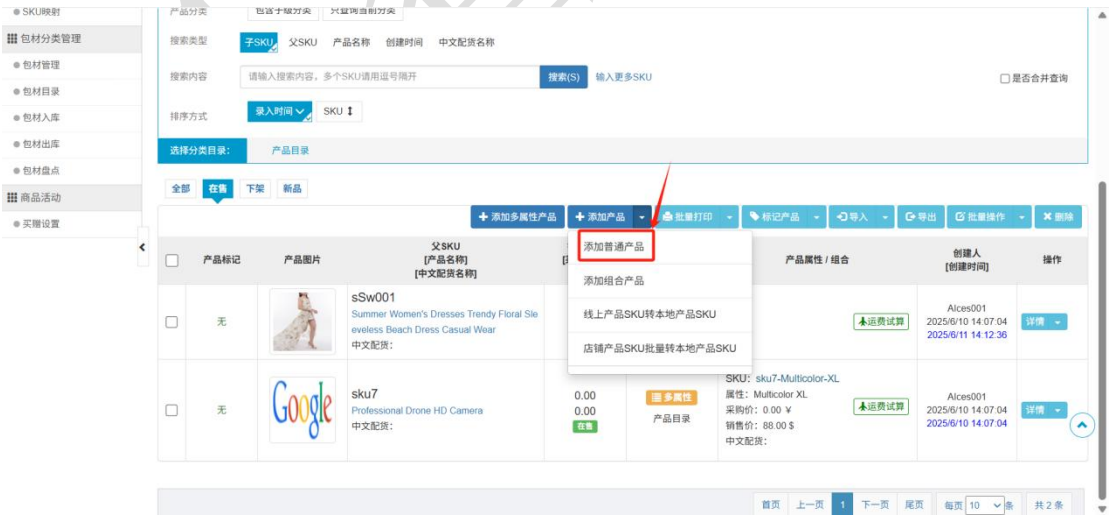 SKU映射
包材分类管理
包材管理
包材目录
包材入库
包材出库
包材盘点
商品活动
买赠设置
产品分类 包含子级分类 只查询当前分类
搜索类型 子SKU 父SKU 产品名称 创建时间 中文配货名称
搜索内容 请输入搜索内容，多个SKU请用逗号隔开 搜索(S) 输入更多SKU 是否合并查询
排序方式 录入时间 SKU
选择分类目录： 产品目录
全部 在售 下架 新品
添加多属性产品 添加产品 批量打印 标记产品 导入 导出 批量操作 删除
添加普通产品
添加组合产品
线上产品SKU转本地产品SKU
店铺产品SKU批量转本地产品SKU
产品标记 产品图片 父SKU 产品属性 / 组合 创建人 操作
[产品名称] [创建时间]
[中文配货名称]
无 sSw001 运费试算 Alces001 详情
Summer Women's Dresses Trendy Floral Sle 2025/6/10 14:07:04
eveless Beach Dress Casual Wear 2025/6/11 14:12:36
中文配货：
无 Google sku7 0.00 多属性 SKU: sku7-Multicolor-XL 运费试算 Alces001 详情
Professional Drone HD Camera 0.00 产品目录 属性: Multicolor XL 2025/6/10 14:07:04
中文配货： 在售 采购价: 0.00 ¥ 2025/6/10 14:07:04
销售价: 88.00 $
中文配货：
首页 上一页 1 下一页 尾页 每页 10 条 共 2 条